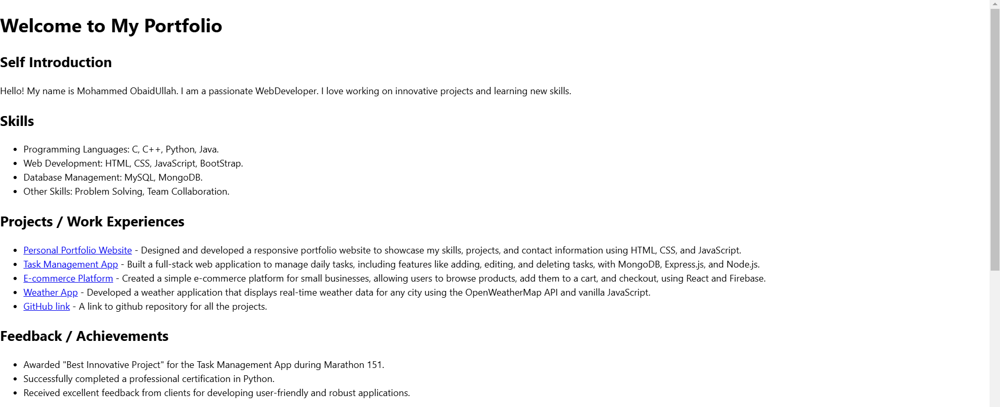 Welcome to My Portfolio
Self Introduction
Hello! My name is Mohammed ObaidUllah. I am a passionate WebDeveloper. I love working on innovative projects and learning new skills.
Skills
• Programming Languages: C, C++, Python, Java.
• Web Development: HTML, CSS, JavaScript, BootStrap.
• Database Management: MySQL, MongoDB.
• Other Skills: Problem Solving, Team Collaboration.
Projects / Work Experiences
• Personal Portfolio Website - Designed and developed a responsive portfolio website to showcase my skills, projects, and contact information using HTML, CSS, and JavaScript.
• Task Management App - Built a full-stack web application to manage daily tasks, including features like adding, editing, and deleting tasks, with MongoDB, Express.js, and Node.js.
• E-commerce Platform - Created a simple e-commerce platform for small businesses, allowing users to browse products, add them to a cart, and checkout, using React and Firebase.
• Weather App - Developed a weather application that displays real-time weather data for any city using the OpenWeatherMap API and vanilla JavaScript.
• GitHub link - A link to github repository for all the projects.
Feedback / Achievements
• Awarded "Best Innovative Project" for the Task Management App during Marathon 151.
• Successfully completed a professional certification in Python.
• Received excellent feedback from clients for developing user-friendly and robust applications.